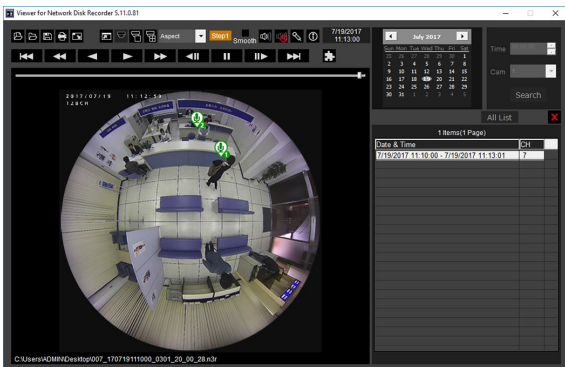 Viewer for Network Disk Recorder 5.11.0.81
Aspect
Step1
Smooth
7/19/2017
11:13:00
July 2017
Sun Mon Tue Wed Thu Fri Sat
25 26 27 28 29 30 1
2 3 4 5 6 7 8
9 10 11 12 13 14 15
16 17 18 19 20 21 22
23 24 25 26 27 28 29
30 31 1 2 3 4 5
Time
Cam
Search
All List
X
1 Items(1 Page)
Date & Time CH
7/19/2017 11:10:00 - 7/19/2017 11:13:01 7
2017/07/19 11:12:59
128CH
C:\Users\ADMIN\Desktop\007_170719111000_0301_20_00_28.n3r